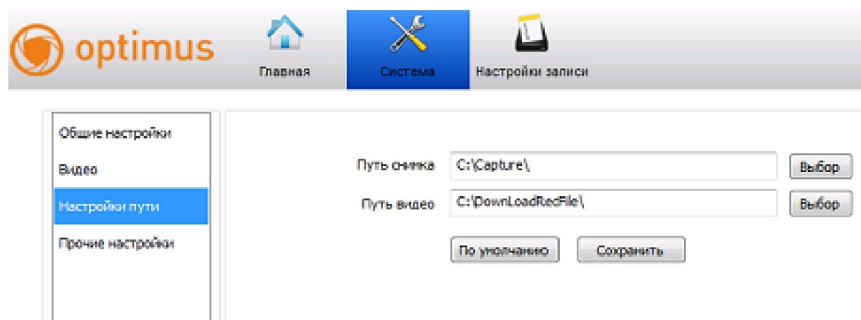 optimus
Главная
Система
Настройки записи
Общие настройки
Видео
Настройки пути
Прочие настройки
Путь снимка C:\Capture\ Выбор
Путь видео C:\DownLoadRecFile\ Выбор
По умолчанию Сохранить